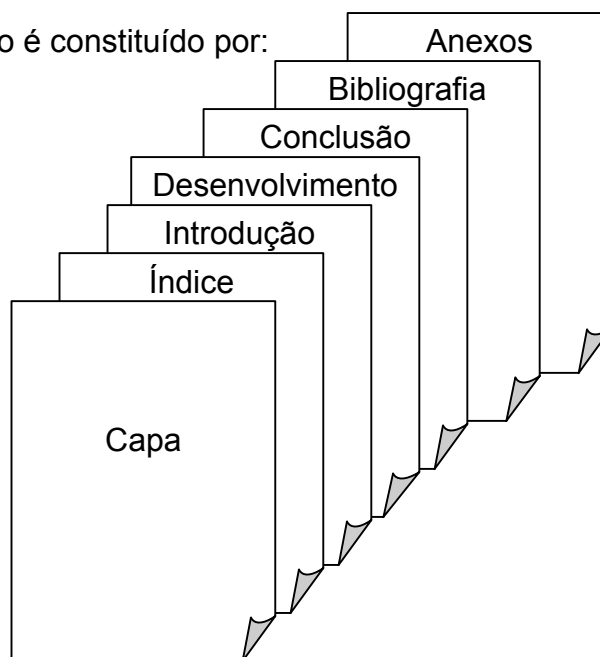 o é constituído por:
Anexos
Bibliografia
Conclusão
Desenvolvimento
Introdução
Índice
Capa